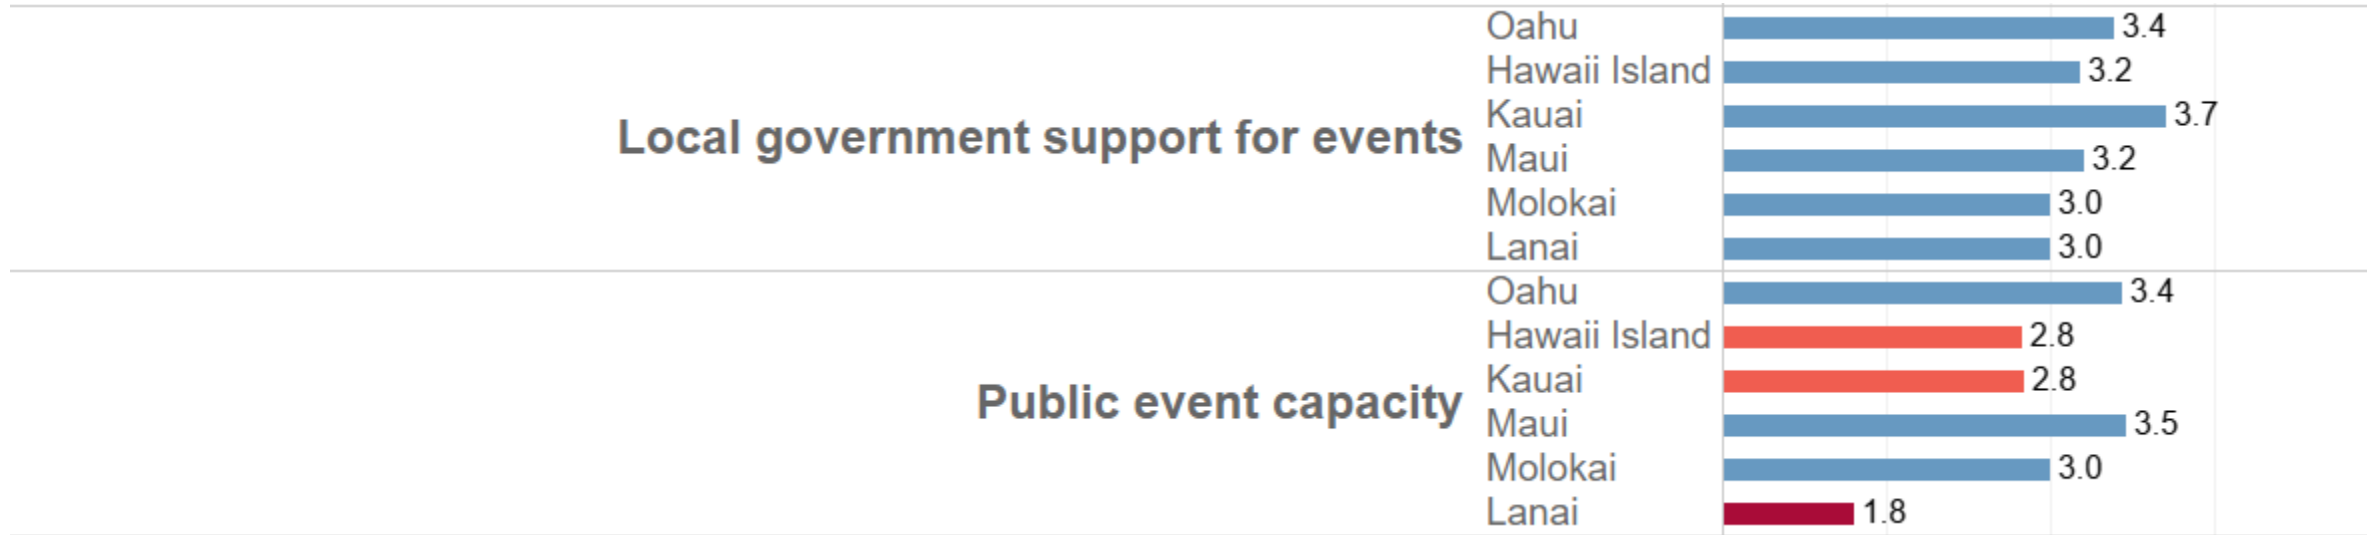 Local government support for events
Oahu 3.4
Hawaii Island 3.2
Kauai 3.7
Maui 3.2
Molokai 3.0
Lanai 3.0
Public event capacity
Oahu 3.4
Hawaii Island 2.8
Kauai 2.8
Maui 3.5
Molokai 3.0
Lanai 1.8